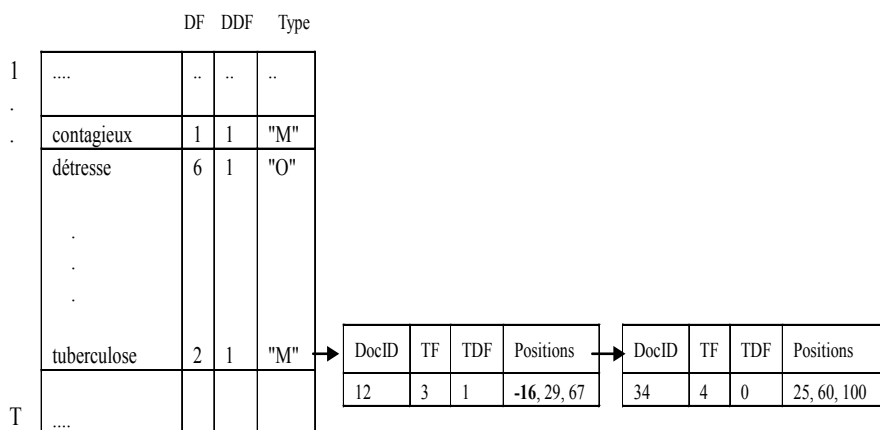 DF DDF Type
1 .... .. .. ..
.
. contagieux 1 1 "M"
détresse 6 1 "O"
.
.
.
tuberculose 2 1 "M" DocID TF TDF Positions DocID TF TDF Positions
12 3 1 -16, 29, 67 34 4 0 25, 60, 100
T ....